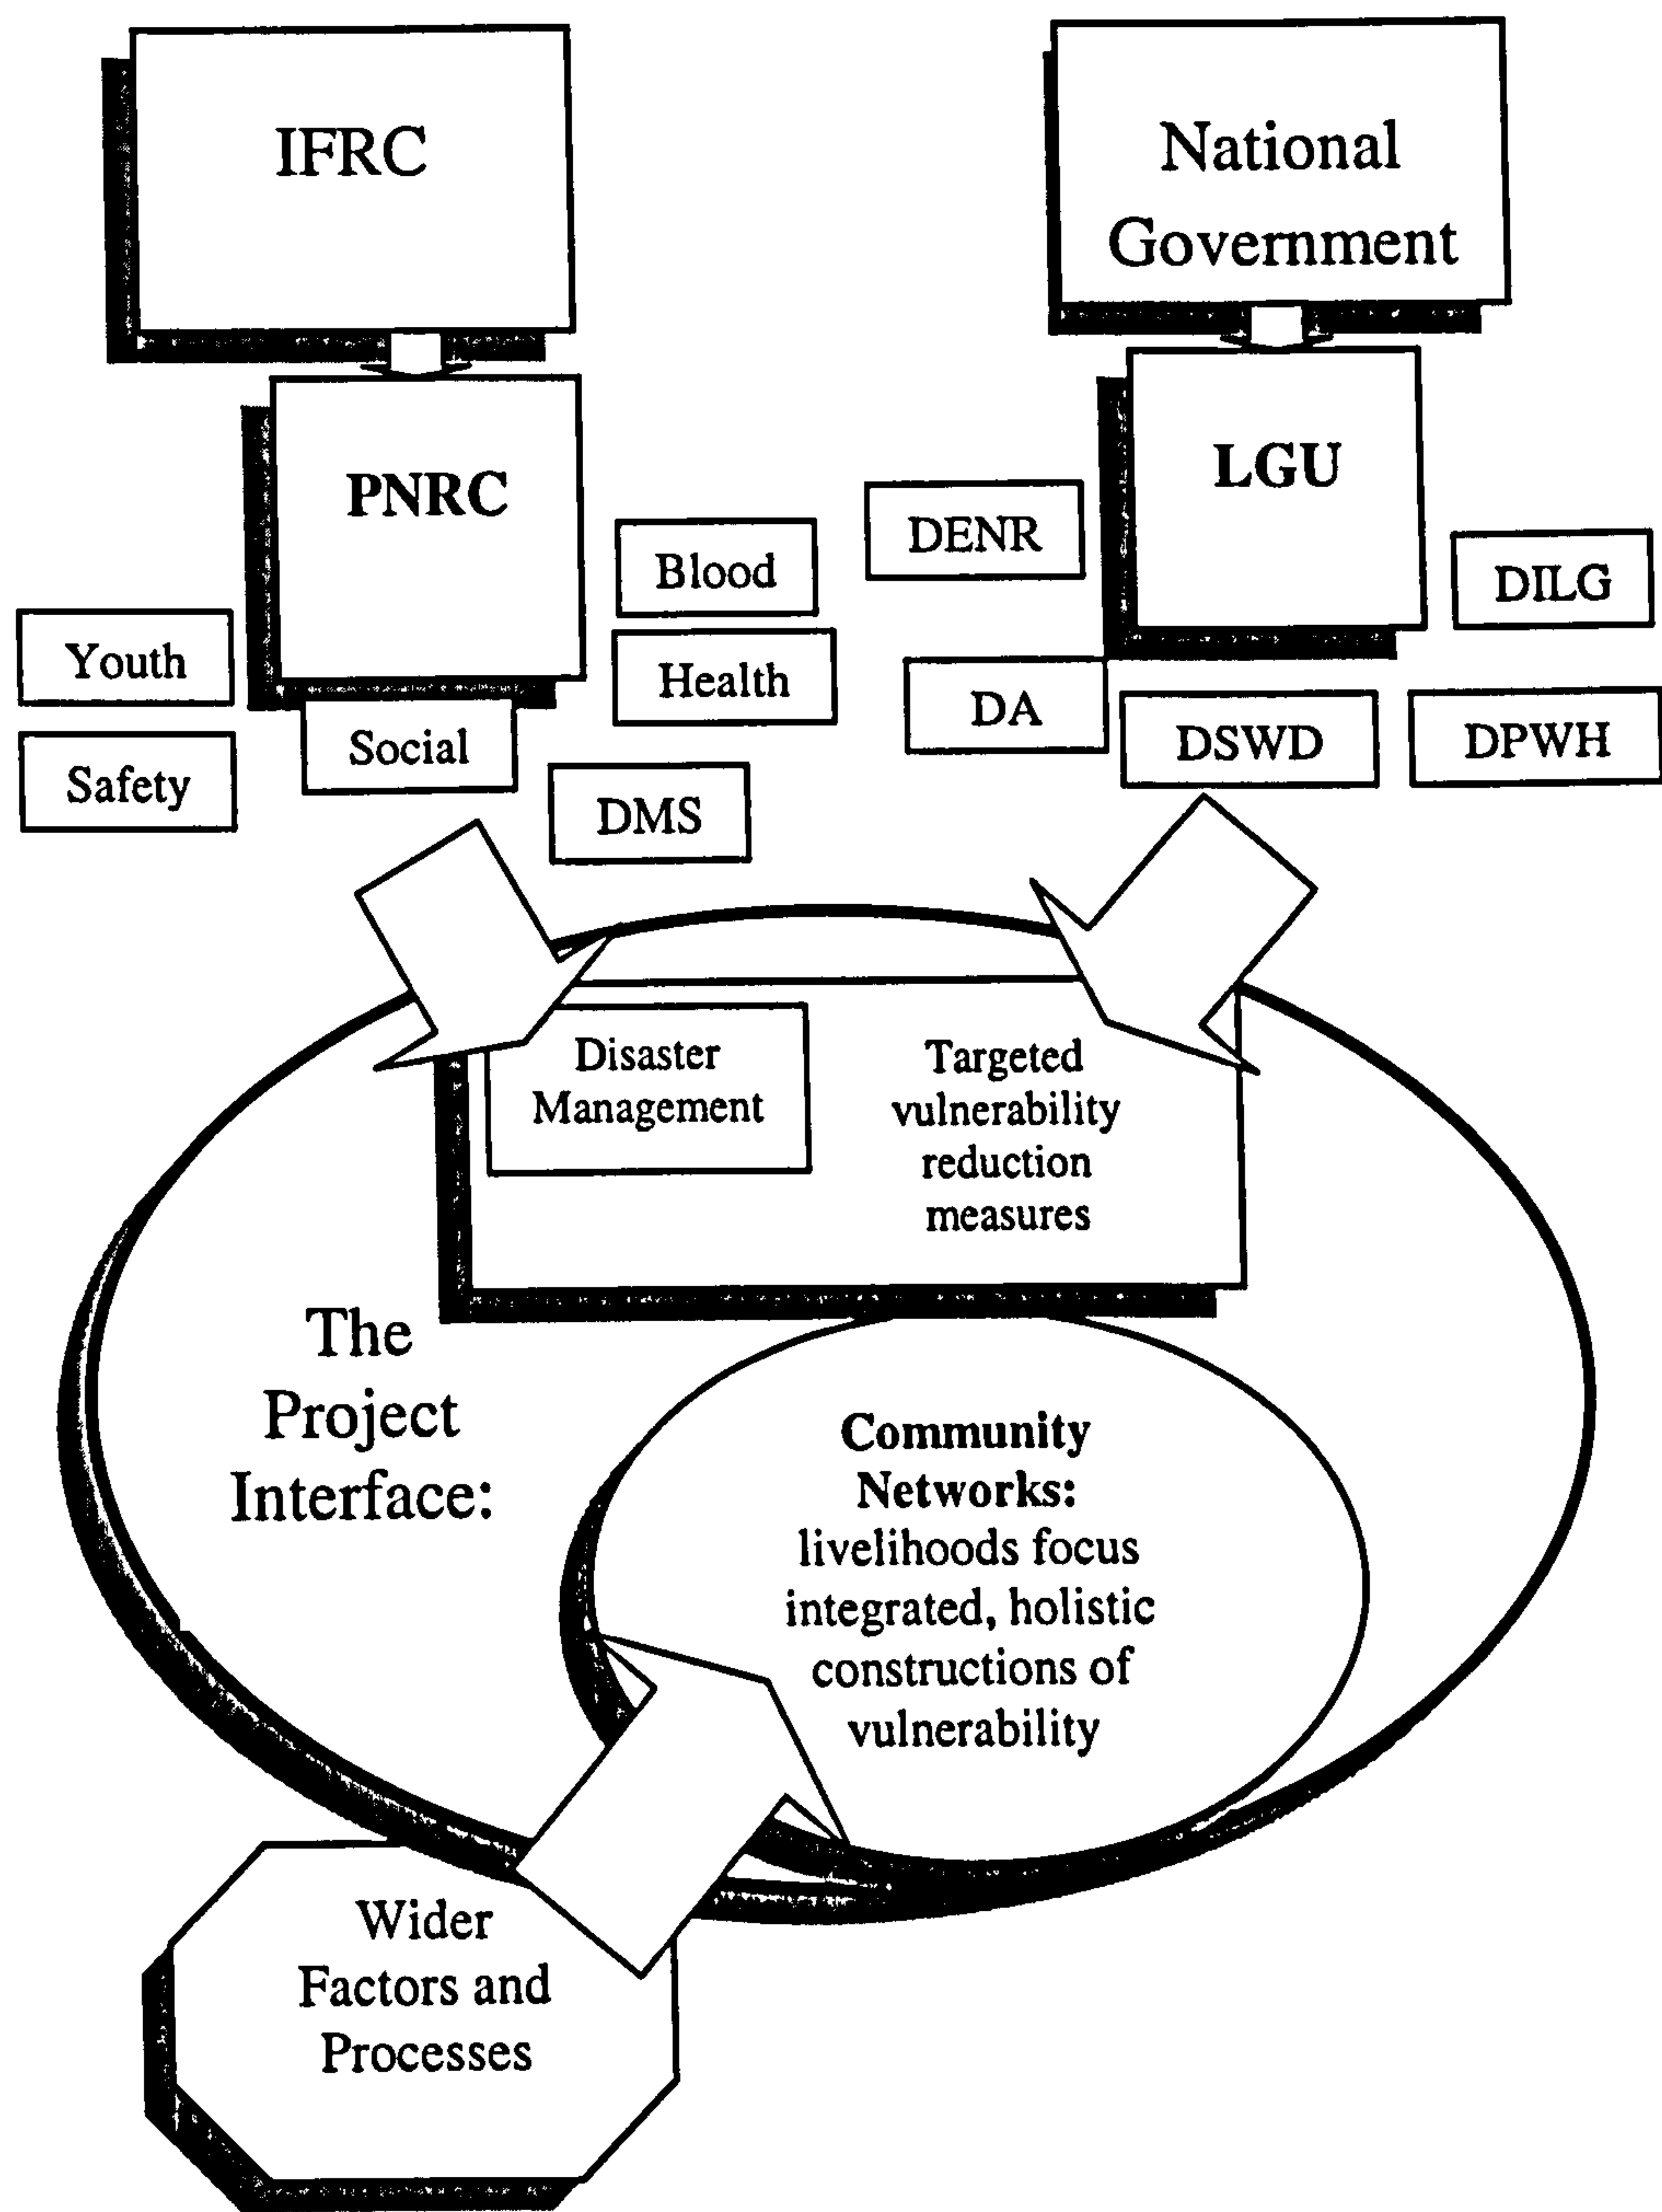 IFRC
National
Government
PNRC
LGU
Blood
DENR
DILG
Youth
Health
DA
Social
DSWD
DPWH
Safety
DMS
Disaster
Management
Targeted
vulnerability
reduction
measures
The
Project
Interface:
Community
Networks:
livelihoods focus
integrated, holistic
constructions of
vulnerability
Wider
Factors and
Processes